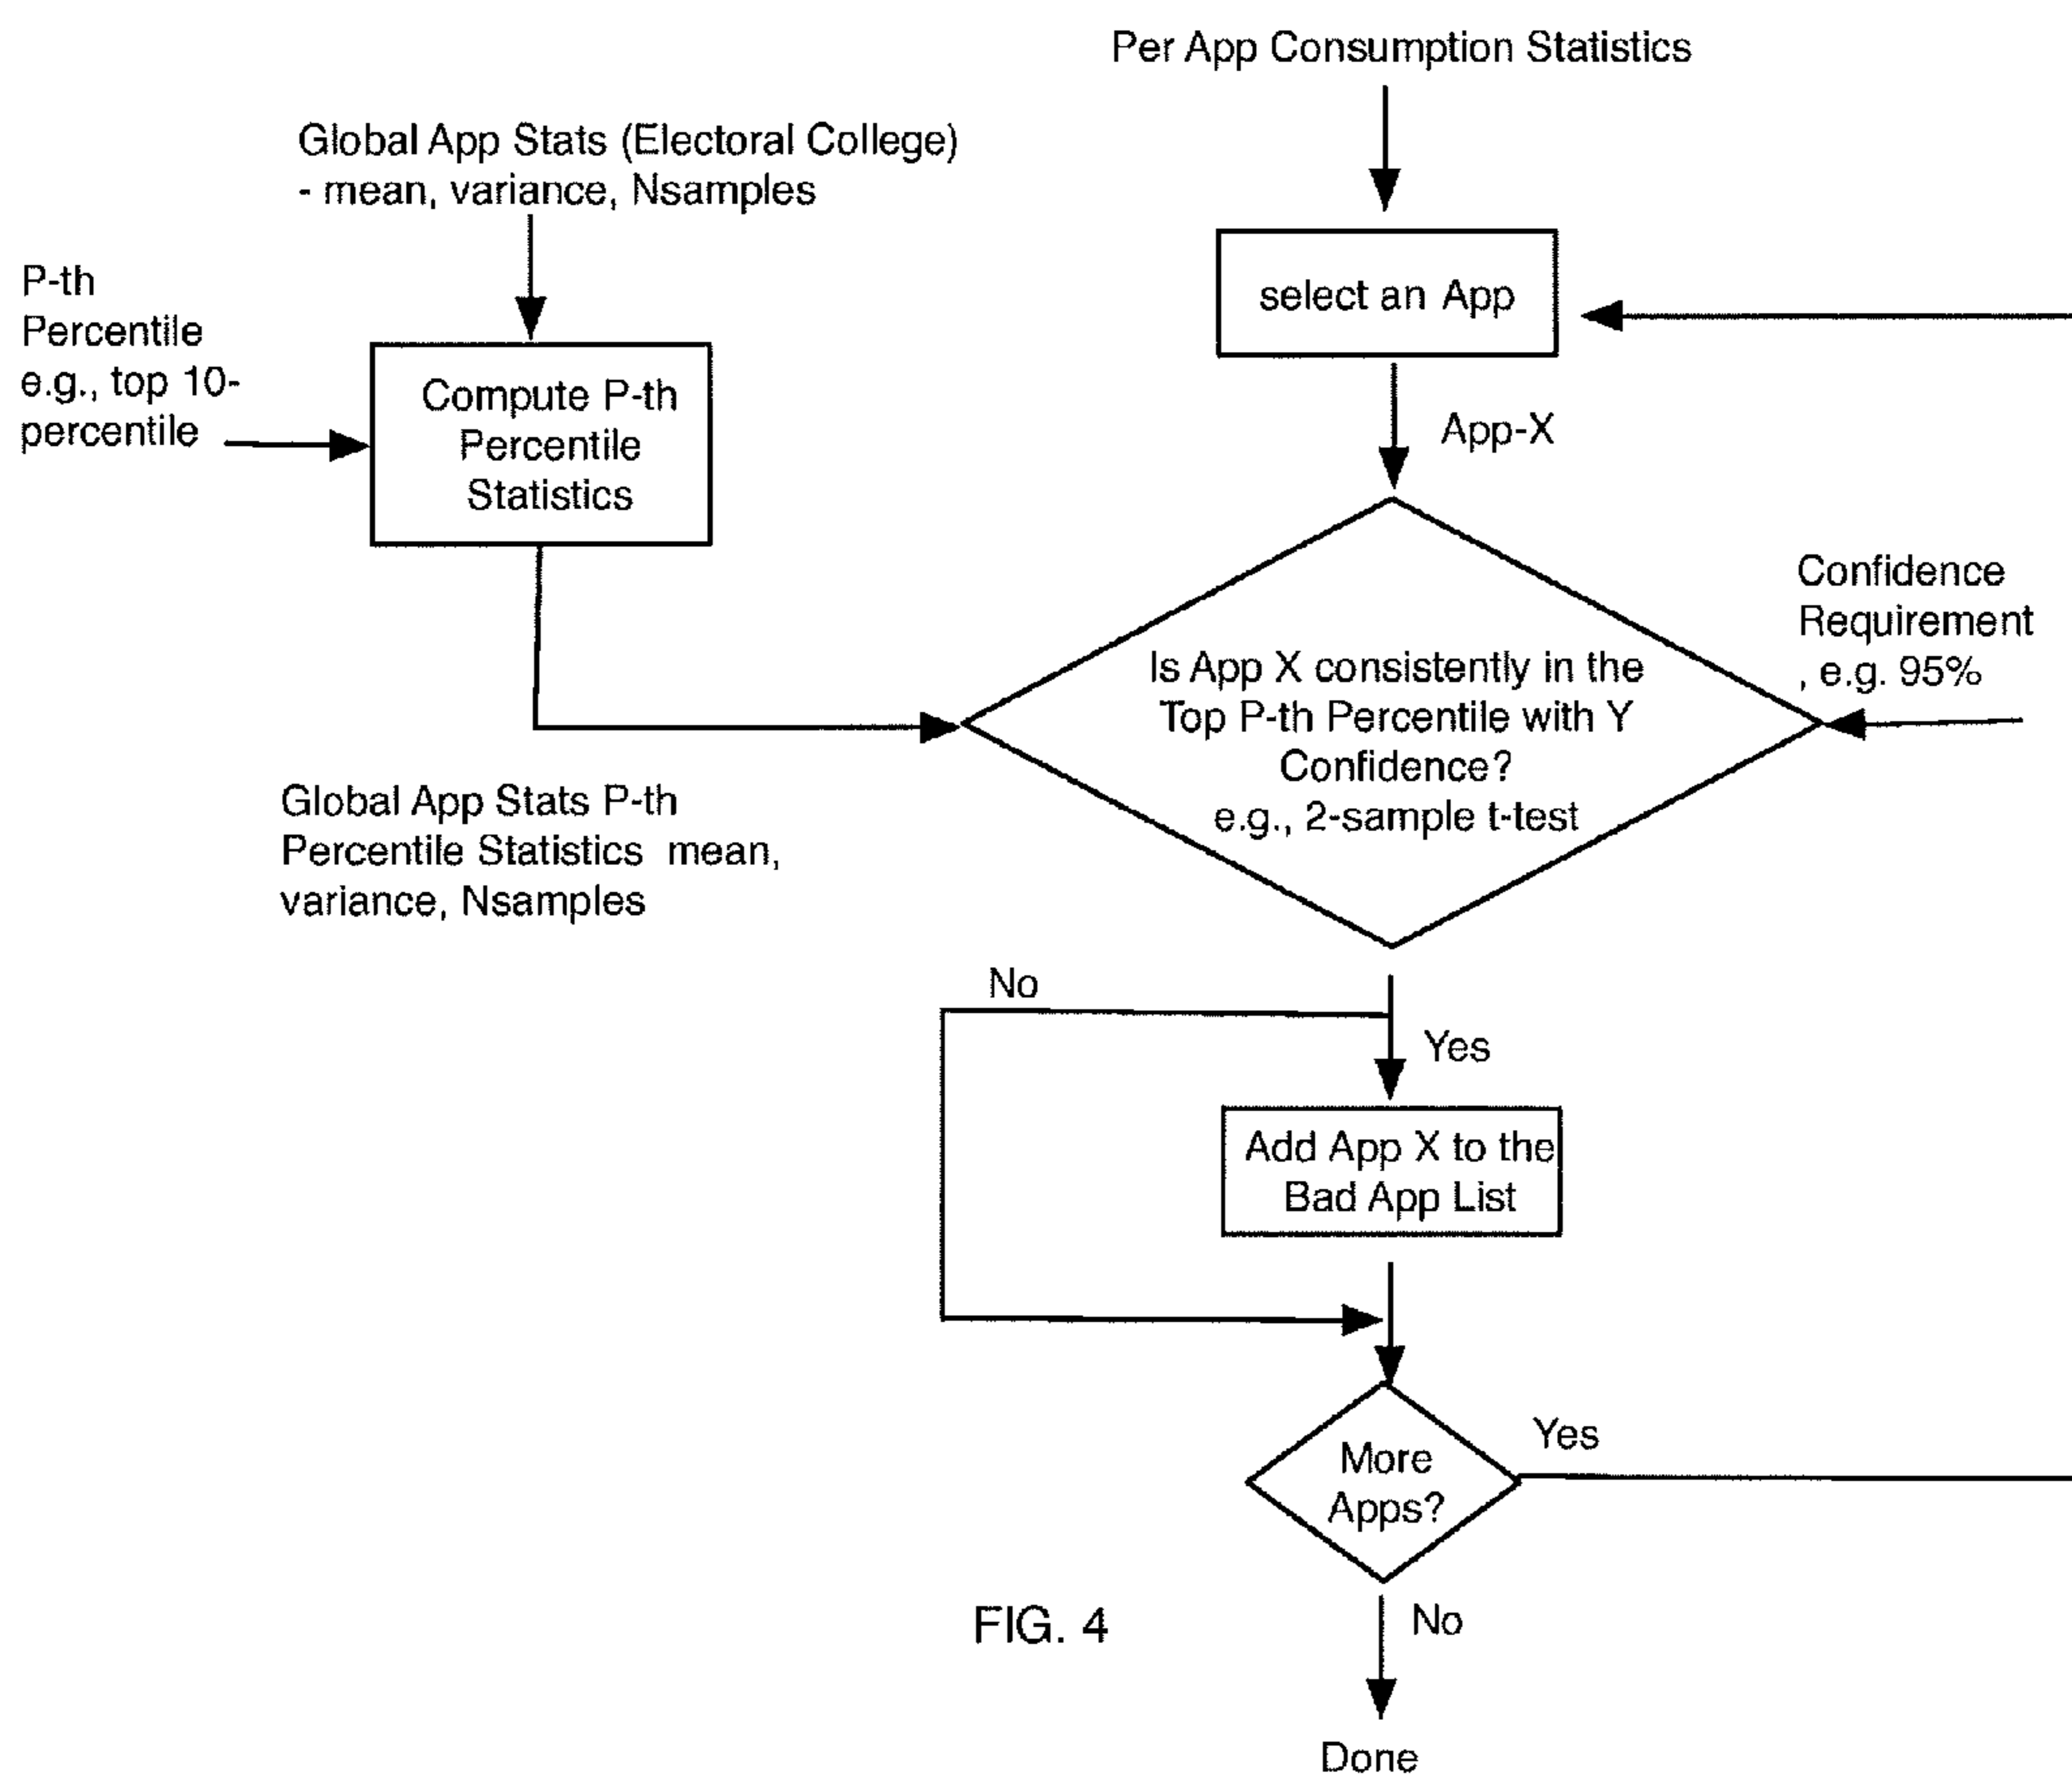 Per App Consumption Statistics
Global App Stats (Electoral College)
- mean, variance, Nsamples
P-th
Percentile
e.g., top 10-
percentile
Compute P-th
Percentile
Statistics
select an App
App-X
Confidence
Requirement
, e.g. 95%
Is App X consistently in the
Top P-th Percentile with Y
Confidence?
e.g., 2-sample t-test
Global App Stats P-th
Percentile Statistics mean,
variance, Nsamples
No
Yes
Add App X to the
Bad App List
More
Apps?
Yes
No
FIG. 4
Done